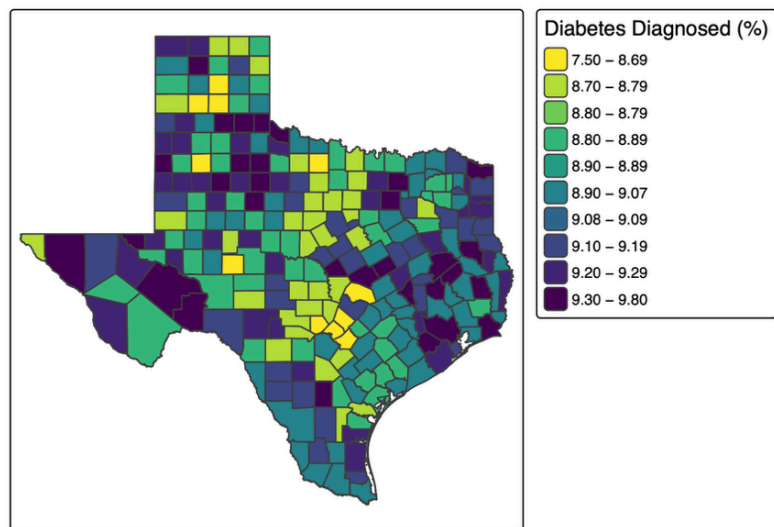 Diabetes Diagnosed (%)
7.50 – 8.69
8.70 – 8.79
8.80 – 8.79
8.80 – 8.89
8.90 – 8.89
8.90 – 9.07
9.08 – 9.09
9.10 – 9.19
9.20 – 9.29
9.30 – 9.80